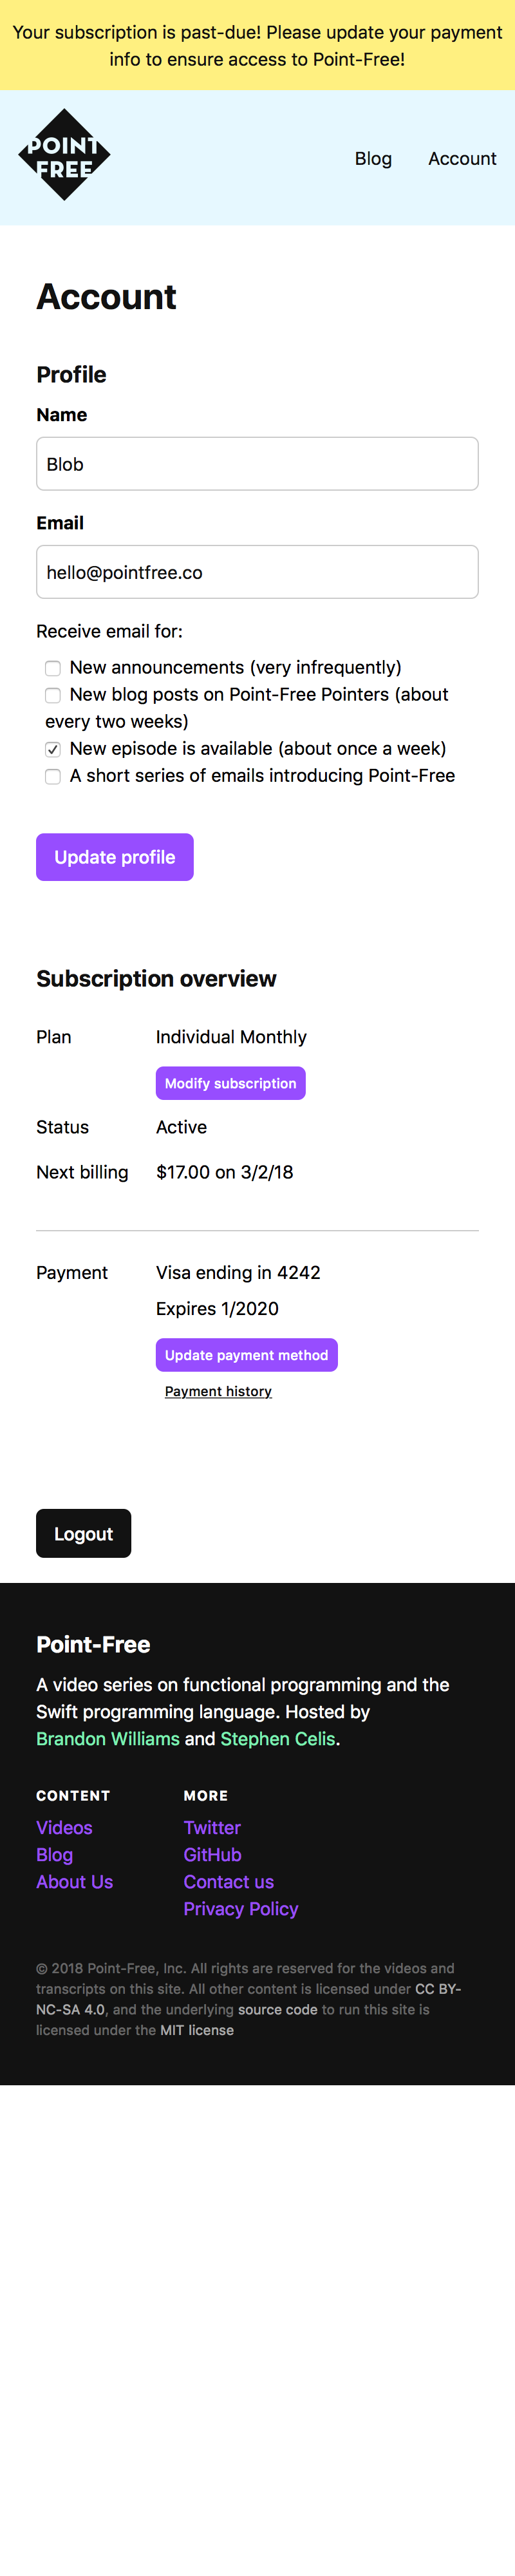 Your subscription is past-due! Please update your payment
info to ensure access to Point-Free!
POINT
FREE
Blog
Account
Account
Profile
Name
Blob
Email
hello@pointfree.co
Receive email for:
New announcements (very infrequently)
New blog posts on Point-Free Pointers (about
every two weeks)
New episode is available (about once a week)
A short series of emails introducing Point-Free
Update profile
Subscription overview
Plan
Individual Monthly
Modify subscription
Status
Active
Next billing
$17.00 on 3/2/18
Payment
Visa ending in 4242
Expires 1/2020
Update payment method
Payment history
Logout
Point-Free
A video series on functional programming and the
Swift programming language. Hosted by
Brandon Williams and Stephen Celis.
CONTENT
Videos
Blog
About Us
MORE
Twitter
GitHub
Contact us
Privacy Policy
© 2018 Point-Free, Inc. All rights are reserved for the videos and
transcripts on this site. All other content is licensed under CC BY-
NC-SA 4.0, and the underlying source code to run this site is
licensed under the MIT license